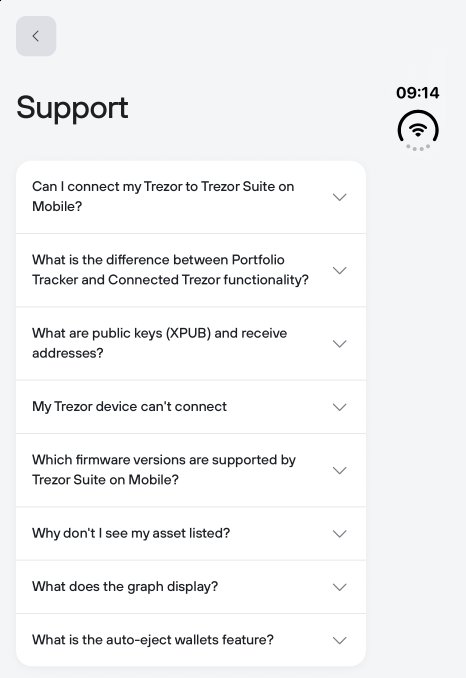 Support
09:14
Can I connect my Trezor to Trezor Suite on
Mobile?
What is the difference between Portfolio
Tracker and Connected Trezor functionality?
What are public keys (XPUB) and receive
addresses?
My Trezor device can't connect
Which firmware versions are supported by
Trezor Suite on Mobile?
Why don't I see my asset listed?
What does the graph display?
What is the auto-eject wallets feature?